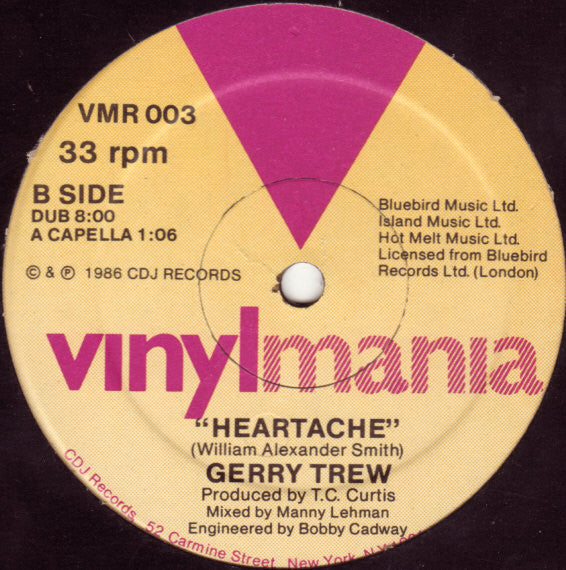 VMR 003
33 rpm
B SIDE
DUB 8:00
A CAPELLA 1:06
© & ℗ 1986 CDJ RECORDS
Bluebird Music Ltd.
Island Music Ltd.
Hot Melt Music Ltd.
Licensed from Bluebird
Records Ltd. (London)
vinylmania
"HEARTACHE"
(William Alexander Smith)
GERRY TREW
Produced by T.C. Curtis
Mixed by Manny Lehman
Engineered by Bobby Cadway
CDJ Records, 52 Carmine Street, New York, N.Y.